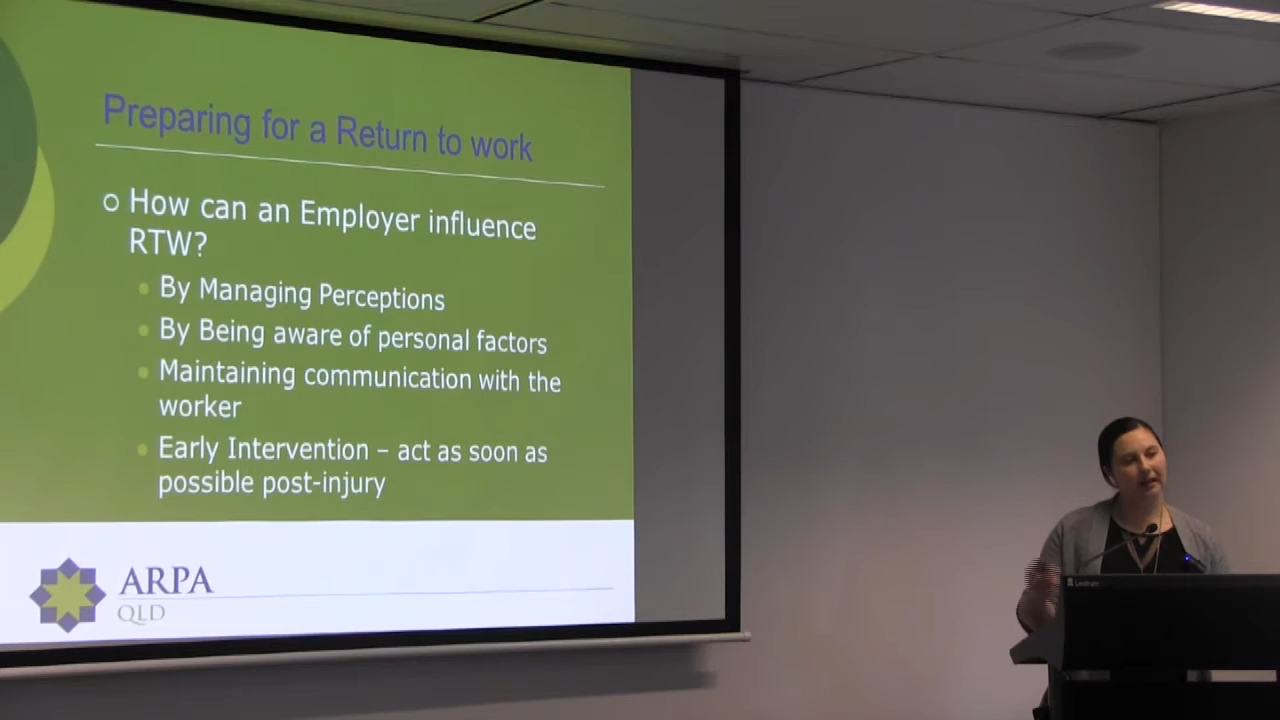 Preparing for a Return to work
How can an Employer influence
RTW?
By Managing Perceptions
By Being aware of personal factors
Maintaining communication with the
worker
Early Intervention – act as soon as
possible post-injury
ARPA
QLD
Lectrum